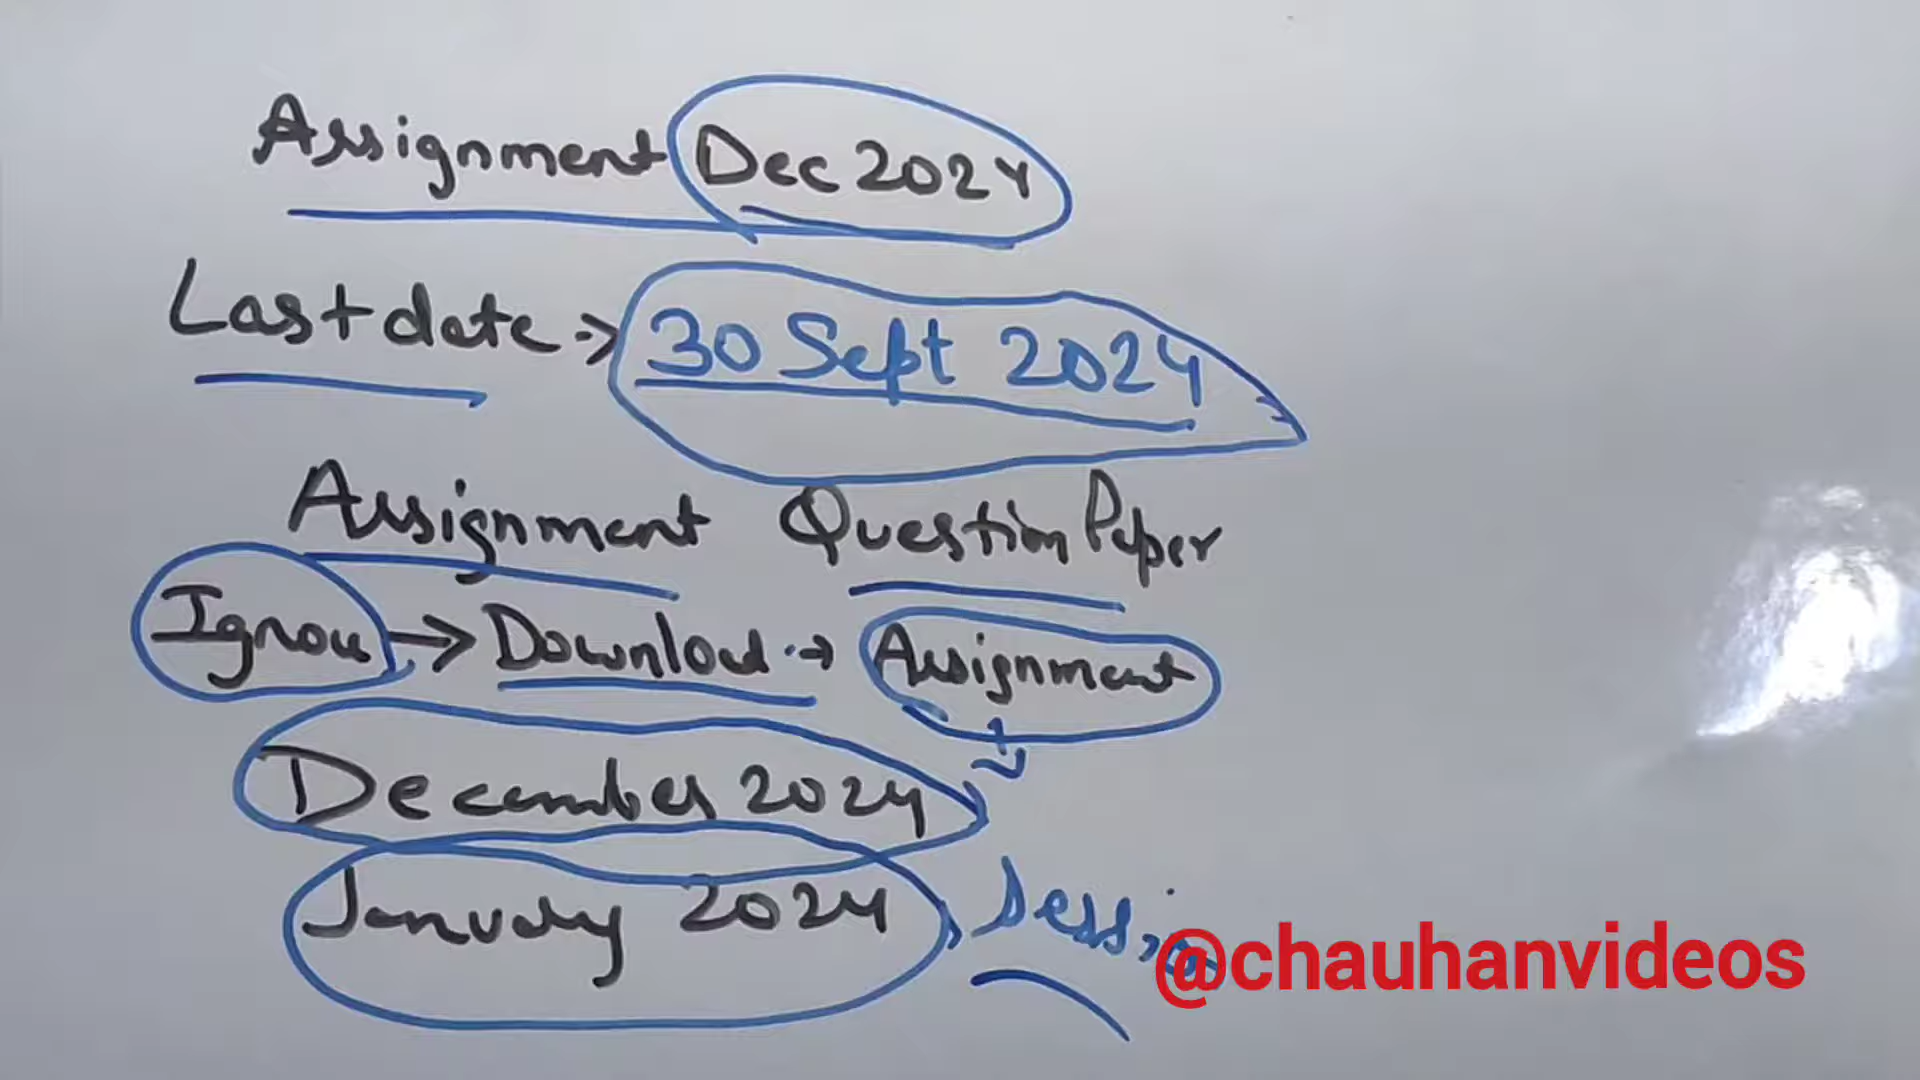 Assignment Dec 2024
Last date :→ 30 Sept 2024
Assignment Question Paper
Ignou → Download → Assignment
December 2024
January 2024 Session
@chauhanvideos